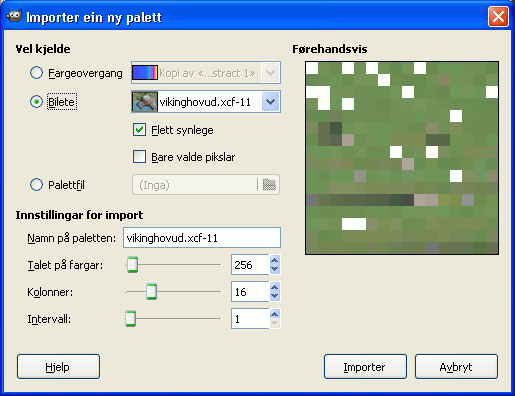 Importer ein ny palett
Vel kjelde
Førehandsvis
Fargeovergang
Kopi av «...stract 1»
Bilete
vikinghovud.xcf-11
Flett synlege
Bare valde pikslar
Palettfil
(Inga)
Innstillingar for import
Namn på paletten:
vikinghovud.xcf-11
Talet på fargar:
256
Kolonner:
16
Intervall:
1
Hjelp
Importer
Avbryt